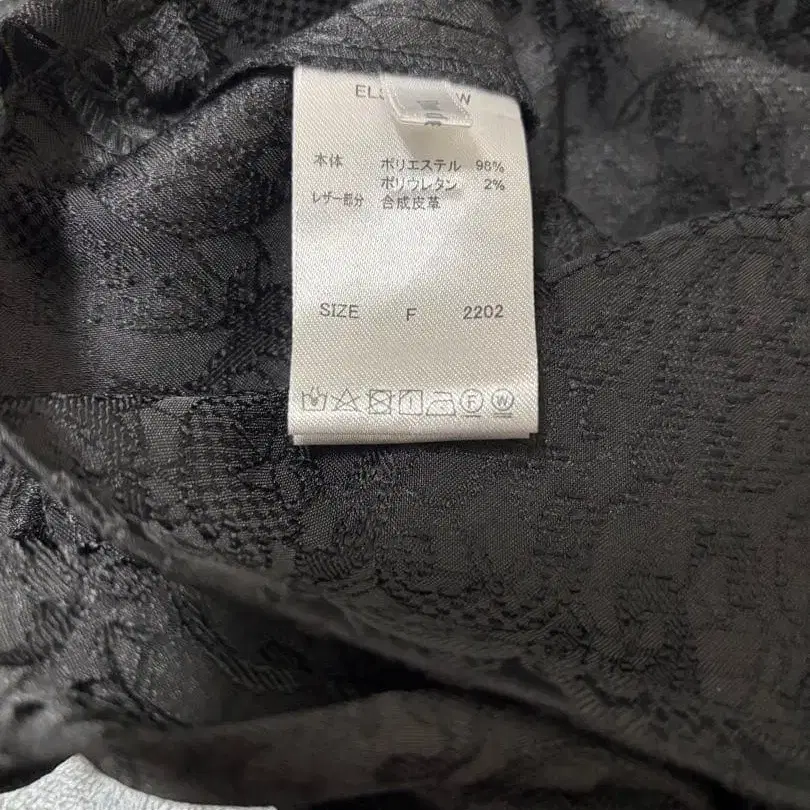 本体 ポリエステル 98%
ポリウレタン 2%
レザー部分 合成皮革
SIZE F 2202
F W